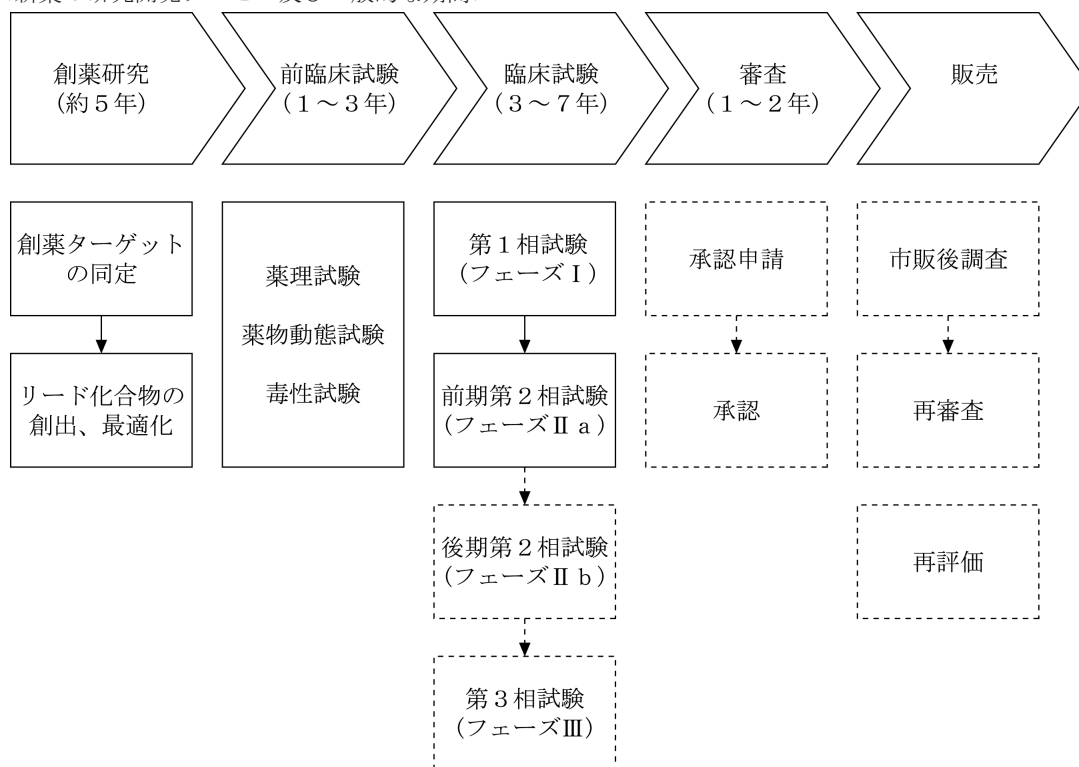 創薬研究
(約5年)
前臨床試験
(1~3年)
臨床試験
(3~7年)
審査
(1~2年)
販売
創薬ターゲット
の同定
リード化合物の
創出、最適化
薬理試験
薬物動態試験
毒性試験
第1相試験
(フェーズⅠ)
前期第2相試験
(フェーズⅡa)
後期第2相試験
(フェーズⅡb)
第3相試験
(フェーズⅢ)
承認申請
承認
市販後調査
再審査
再評価